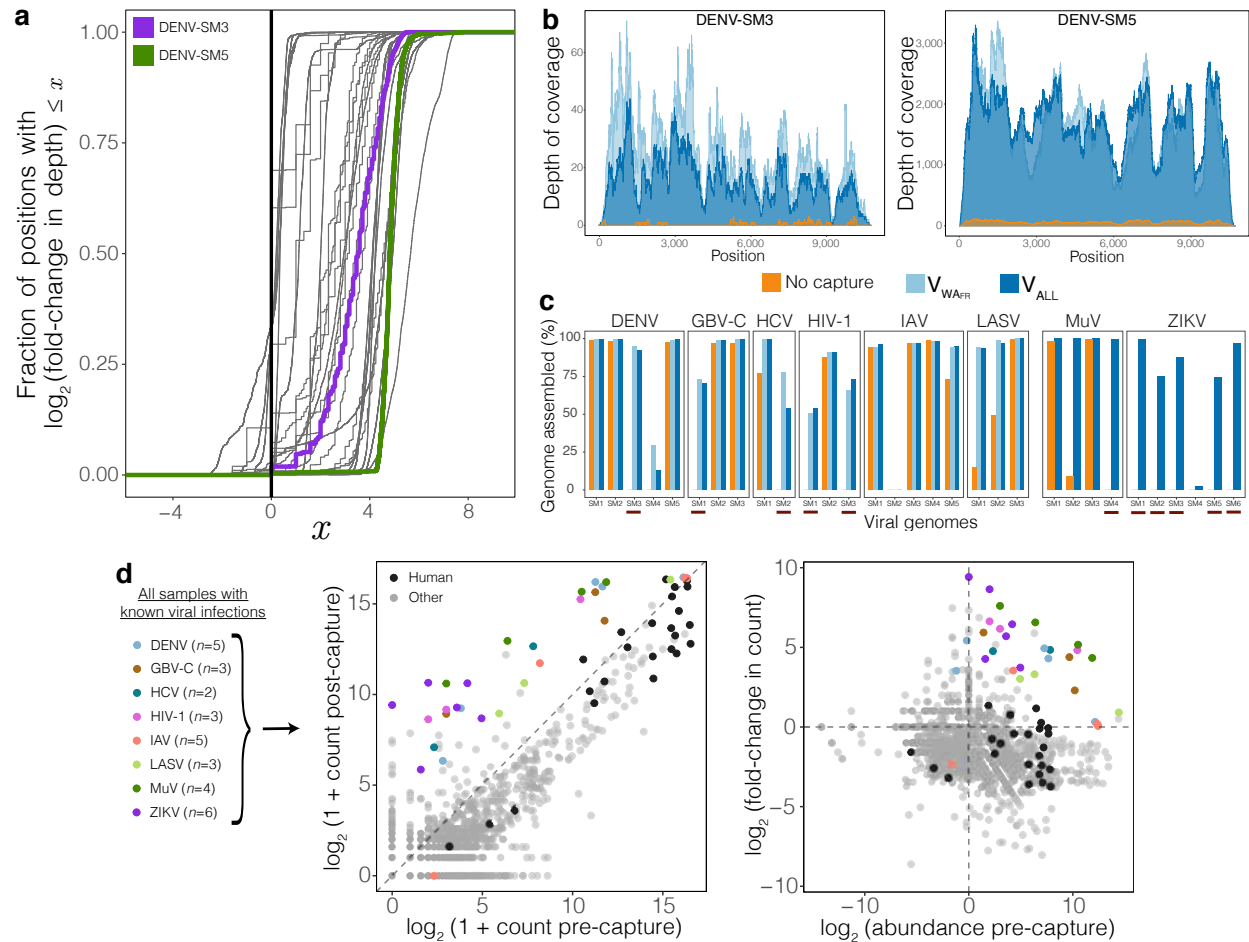 a
DENV-SM3
DENV-SM5
Fraction of positions with
log2(fold-change in depth) ≤ x
1.00
0.75
0.50
0.25
0.00
−4 0 4 8
x
b
DENV-SM3
Depth of coverage
60
40
20
0
0 3,000 6,000 9,000
Position
DENV-SM5
Depth of coverage
3,000
2,000
1,000
0
0 3,000 6,000 9,000
Position
No capture VWAFR VALL
c
DENV GBV-C HCV HIV-1 IAV LASV MuV ZIKV
Genome assembled (%)
100
75
50
25
0
SM1 SM2 SM3 SM4 SM5 SM1 SM2 SM3 SM1 SM2 SM1 SM2 SM3 SM1 SM2 SM3 SM4 SM5 SM1 SM2 SM3 SM1 SM2 SM3 SM4 SM1 SM2 SM3 SM4 SM5 SM6
Viral genomes
d
All samples with
known viral infections
DENV (n=5)
GBV-C (n=3)
HCV (n=2)
HIV-1 (n=3)
IAV (n=5)
LASV (n=3)
MuV (n=4)
ZIKV (n=6)
Human
Other
log2 (1 + count post-capture)
15
10
5
0
0 5 10 15
log2 (1 + count pre-capture)
log2 (fold-change in count)
10
5
0
−5
−10
−10 0 10
log2 (abundance pre-capture)